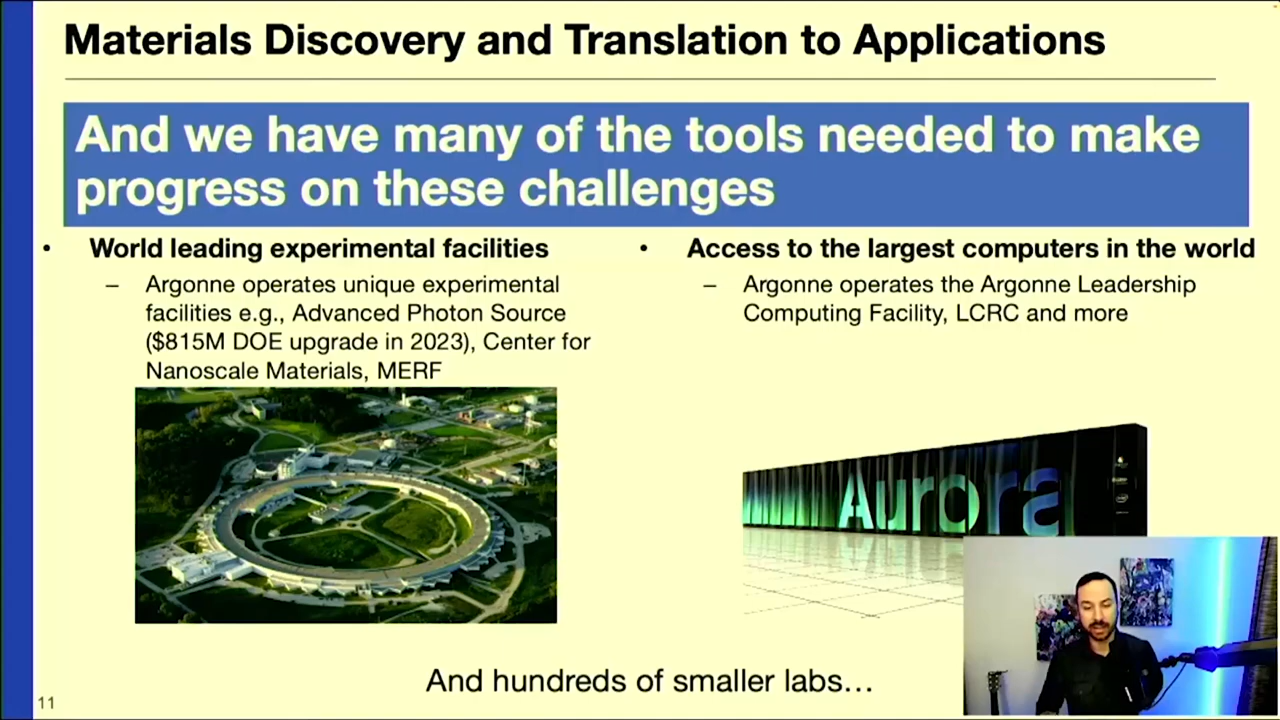 Materials Discovery and Translation to Applications
And we have many of the tools needed to make
progress on these challenges
• World leading experimental facilities
– Argonne operates unique experimental
facilities e.g., Advanced Photon Source
($815M DOE upgrade in 2023), Center for
Nanoscale Materials, MERF
• Access to the largest computers in the world
– Argonne operates the Argonne Leadership
Computing Facility, LCRC and more
Aurora
And hundreds of smaller labs…
11